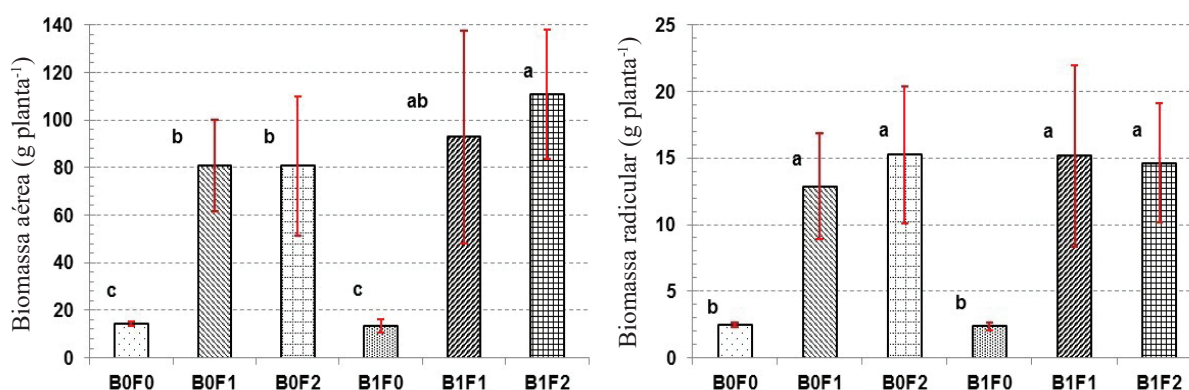 Biomassa aérea (g planta⁻¹)
140
120
100
80
60
40
20
0
c
b
b
c
ab
a
B0F0 B0F1 B0F2 B1F0 B1F1 B1F2
Biomassa radicular (g planta⁻¹)
25
20
15
10
5
0
b
a
a
b
a
a
B0F0 B0F1 B0F2 B1F0 B1F1 B1F2